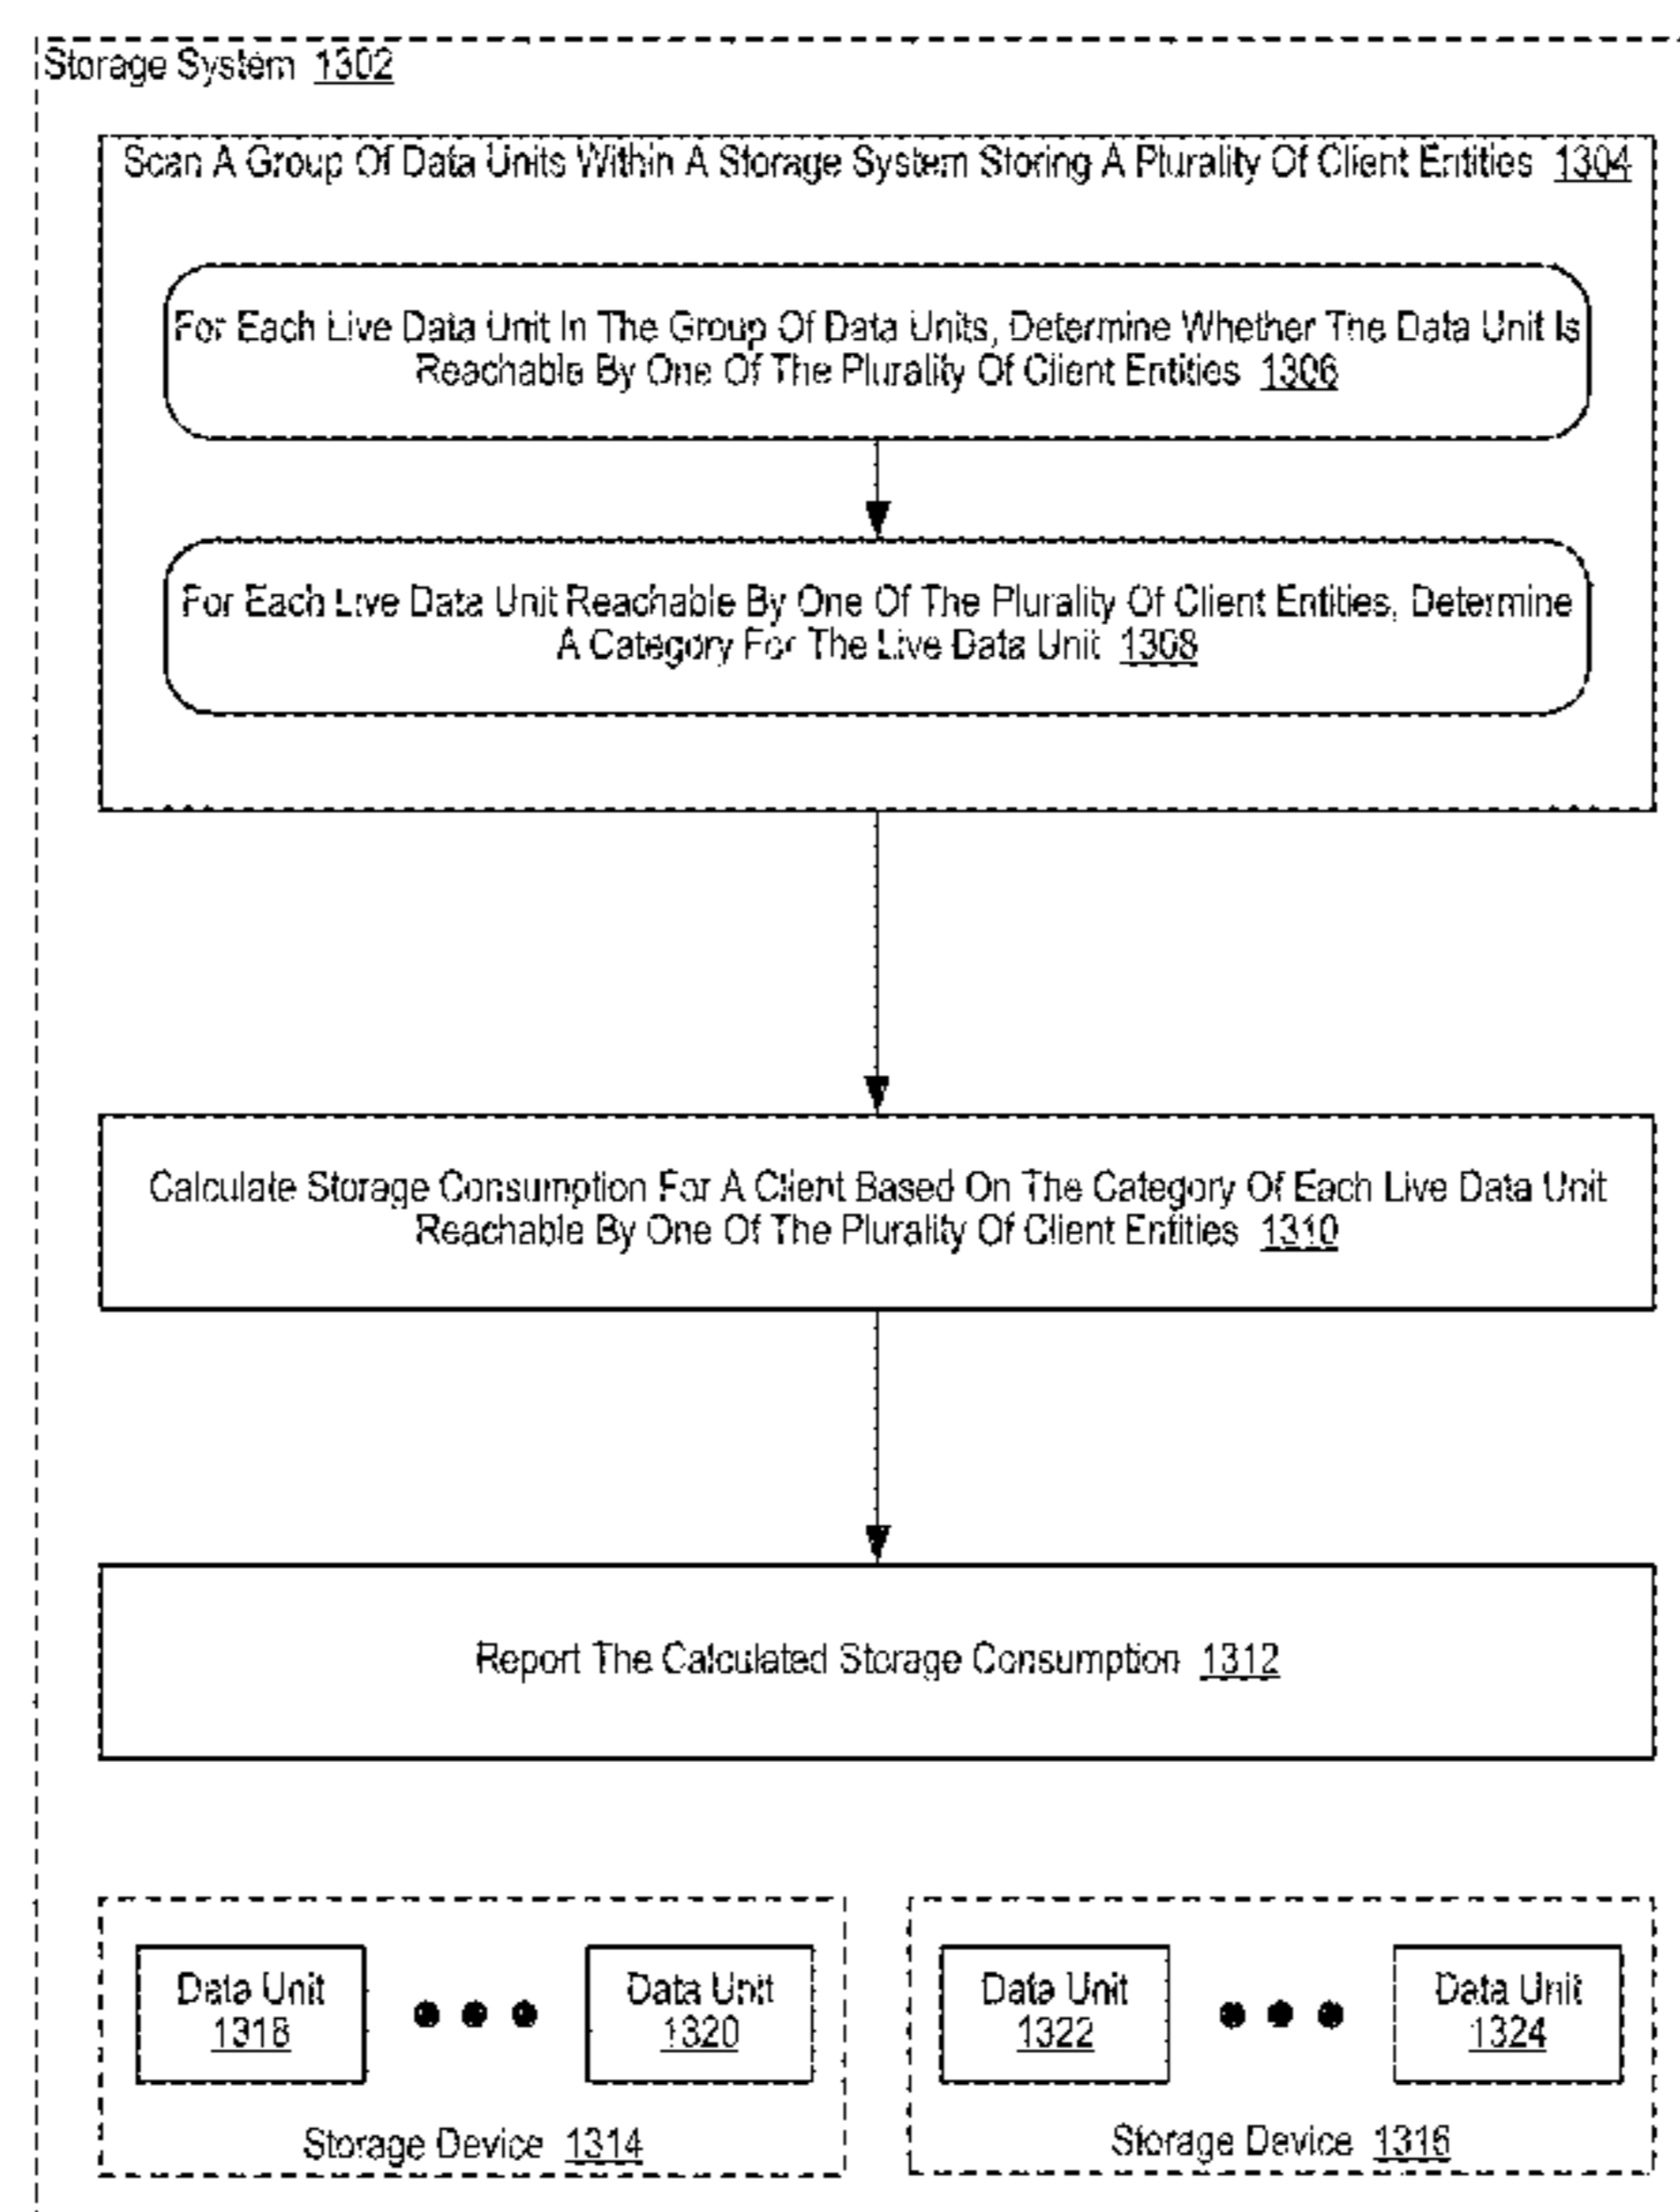 Storage System 1302
Scan A Group Of Data Units Within A Storage System Storing A Plurality Of Client Entities 1304
For Each Live Data Unit In The Group Of Data Units, Determine Whether The Data Unit Is
Reachable By One Of The Plurality Of Client Entities 1306
For Each Live Data Unit Reachable By One Of The Plurality Of Client Entities, Determine
A Category For The Live Data Unit 1308
Calculate Storage Consumption For A Client Based On The Category Of Each Live Data Unit
Reachable By One Of The Plurality Of Client Entities 1310
Report The Calculated Storage Consumption 1312
Data Unit
1318
Data Unit
1320
Storage Device 1314
Data Unit
1322
Data Unit
1324
Storage Device 1316